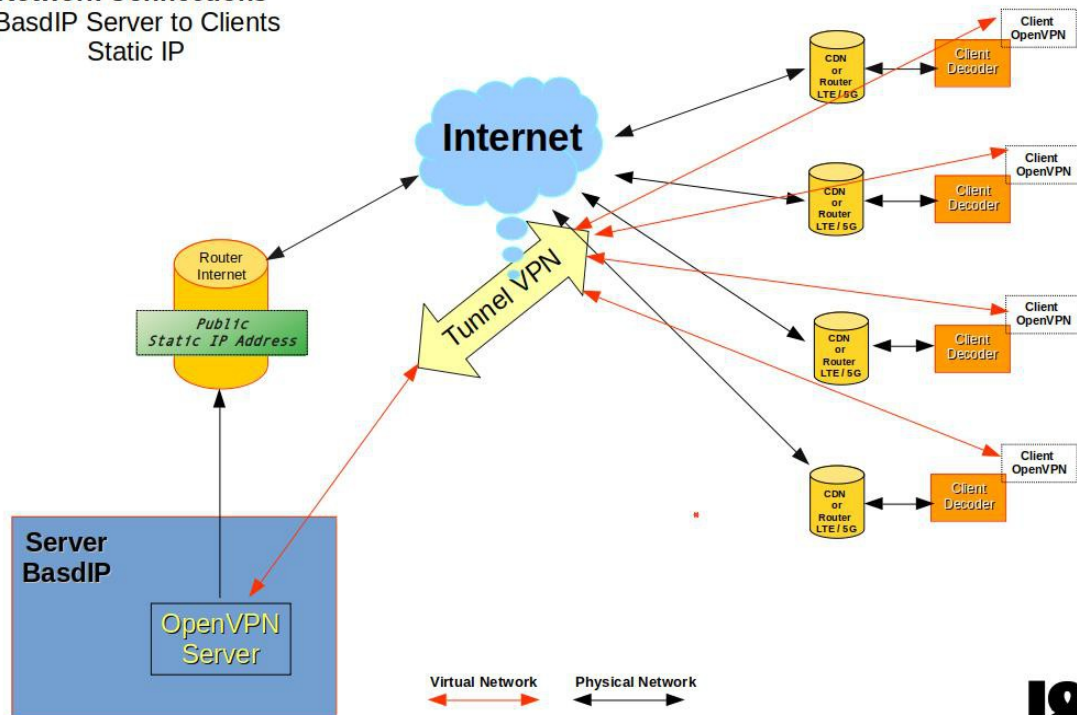 Network Connections
BasdIP Server to Clients
Static IP
Internet
Router
Internet
Public
Static IP Address
Tunnel VPN
Server
BasdIP
OpenVPN
Server
CDN
or
Router
LTE / 5G
Client
Decoder
Client
OpenVPN
CDN
or
Router
LTE / 5G
Client
Decoder
Client
OpenVPN
CDN
or
Router
LTE / 5G
Client
Decoder
Client
OpenVPN
CDN
or
Router
LTE / 5G
Client
Decoder
Client
OpenVPN
Virtual Network
Physical Network